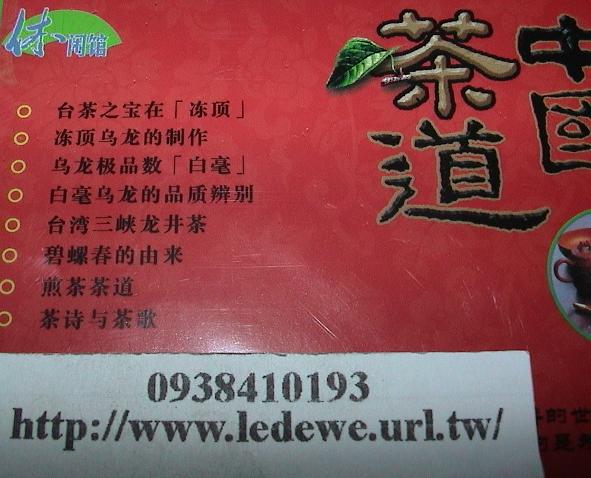 休闲馆
中國
茶道
台茶之宝在「冻顶」
冻顶乌龙的制作
乌龙极品数「白毫」
白毫乌龙的品质辨别
台湾三峡龙井茶
碧螺春的由来
煎茶茶道
茶诗与茶歌
0938410193
http://www.ledewe.url.tw/
的世